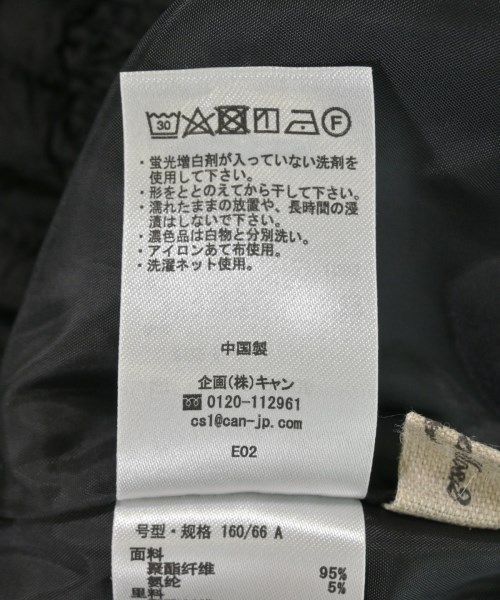 30 F
・蛍光増白剤が入っていない洗剤を
使用して下さい。
・形をととのえてから干して下さい。
・濡れたままの放置や、長時間の浸
漬はしないで下さい。
・濃色品は白物と分別洗い。
・アイロンあて布使用。
・洗濯ネット使用。
中国製
企画(株)キャン
0120-112961
cs1@can-jp.com
E02
号型・规格 160/66 A
面料
聚酯纤维 95%
氨纶 5%
里料